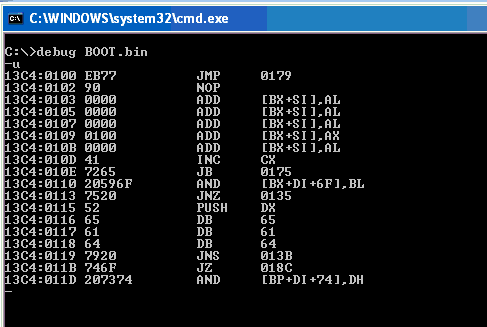 C:\WINDOWS\system32\cmd.exe
C:\>debug BOOT.bin
-u
13C4:0100 EB77 JMP 0179
13C4:0102 90 NOP
13C4:0103 0000 ADD [BX+SI],AL
13C4:0105 0000 ADD [BX+SI],AL
13C4:0107 0000 ADD [BX+SI],AL
13C4:0109 0100 ADD [BX+SI],AX
13C4:010B 0000 ADD [BX+SI],AL
13C4:010D 41 INC CX
13C4:010E 7265 JB 0175
13C4:0110 20596F AND [BX+DI+6F],BL
13C4:0113 7520 JNZ 0135
13C4:0115 52 PUSH DX
13C4:0116 65 DB 65
13C4:0117 61 DB 61
13C4:0118 64 DB 64
13C4:0119 7920 JNS 013B
13C4:011B 746F JZ 018C
13C4:011D 207374 AND [BP+DI+74],DH
-